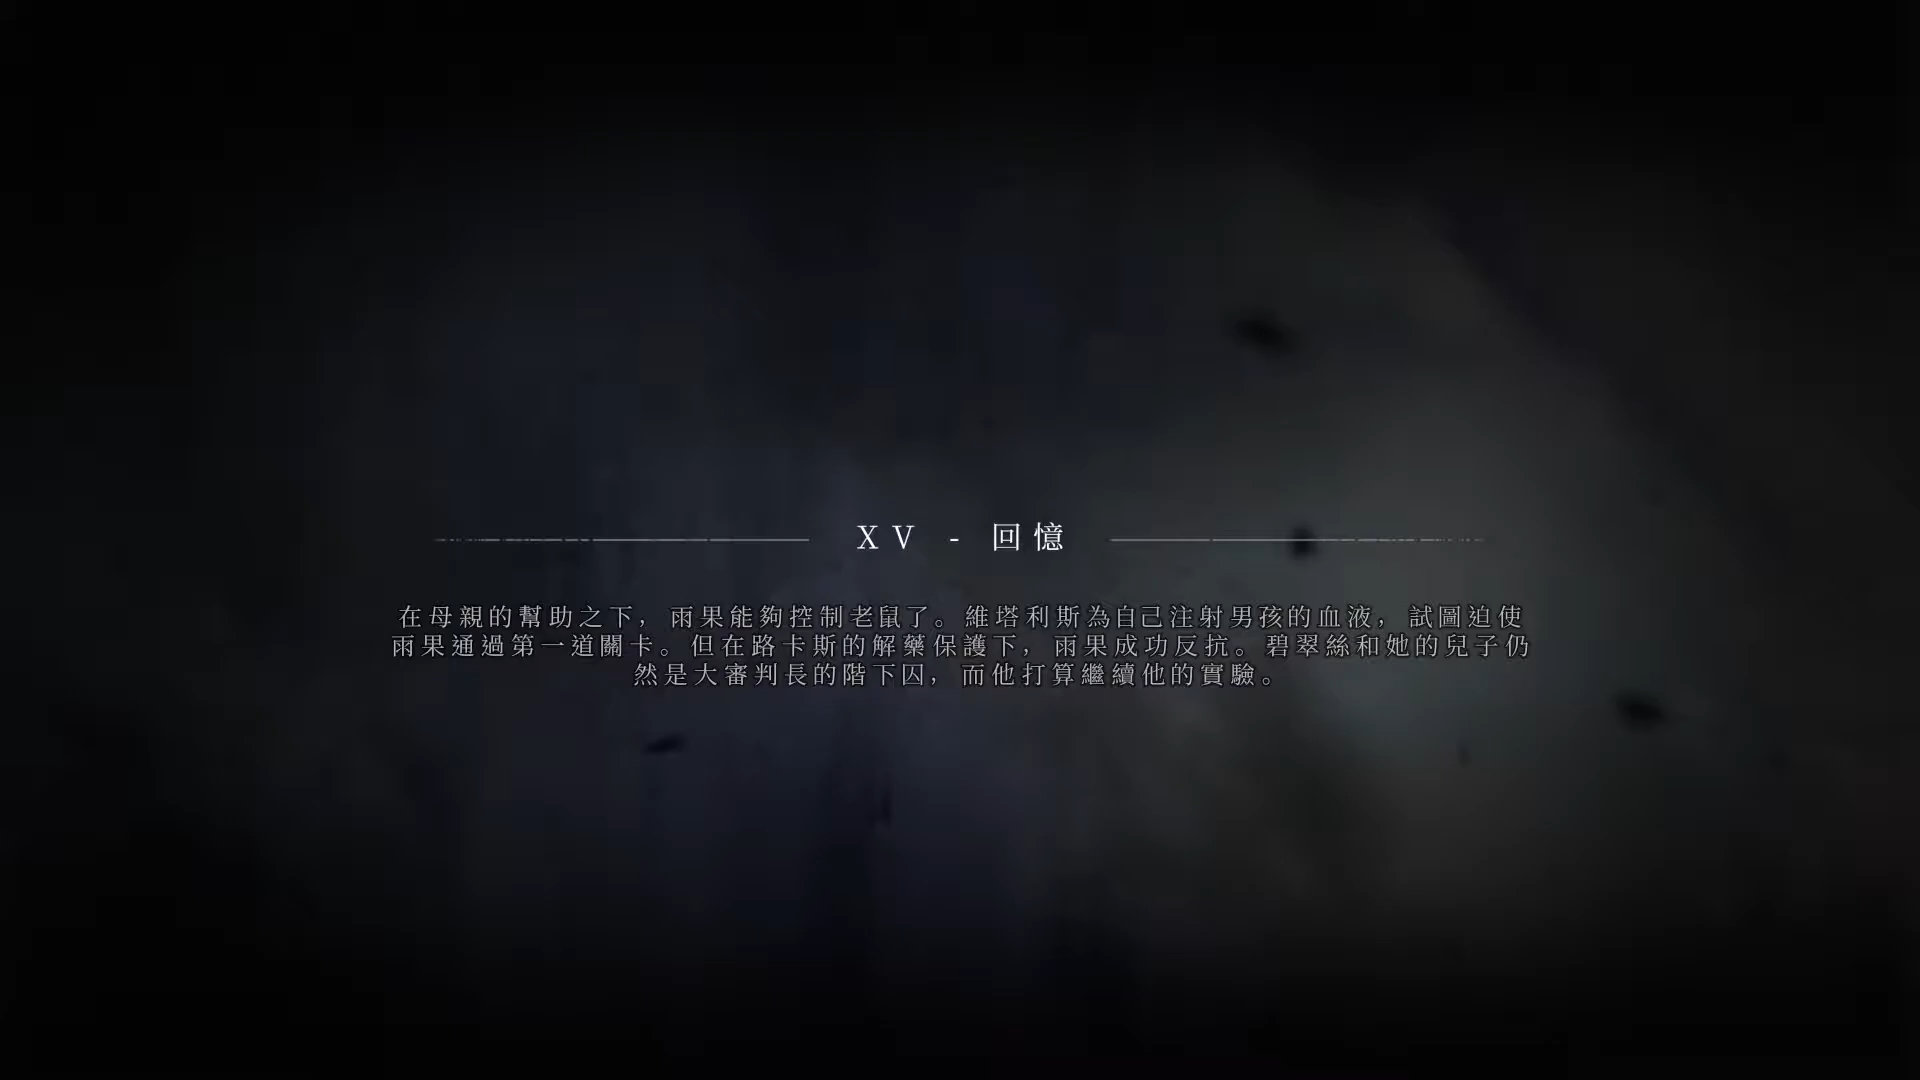 XV - 回憶
在母親的幫助之下，雨果能夠控制老鼠了。維塔利斯為自己注射男孩的血液，試圖迫使
雨果通過第一道關卡。但在路卡斯的解藥保護下，雨果成功反抗。碧翠絲和她的兒子仍
然是大審判長的階下囚，而他打算繼續他的實驗。